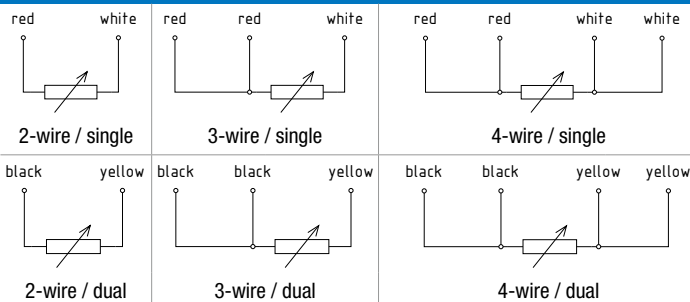 red white red red white red red white white
2-wire / single 3-wire / single 4-wire / single
black yellow black black yellow black black yellow yellow
2-wire / dual 3-wire / dual 4-wire / dual